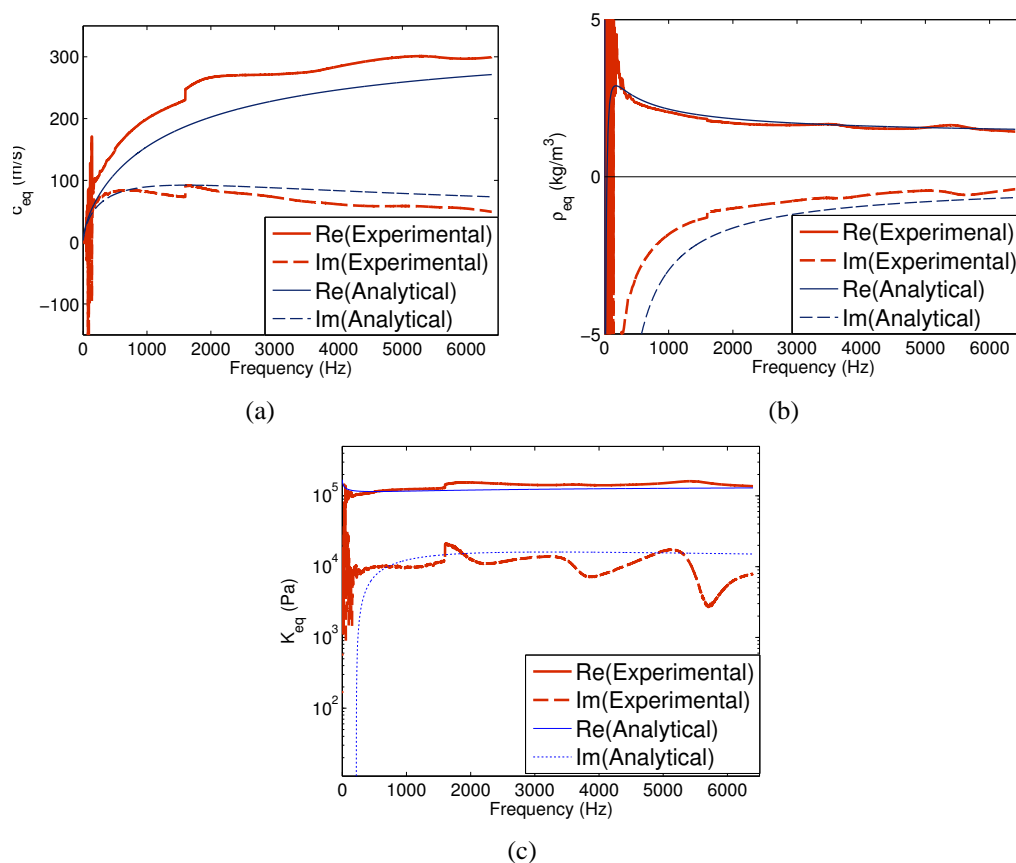 300
200
100
0
−100
c_eq (m/s)
Re(Experimental)
Im(Experimental)
Re(Analytical)
Im(Analytical)
0 1000 2000 3000 4000 5000 6000
Frequency (Hz)
(a)
5
0
−5
ρ_eq (kg/m³)
Re(Experimenal)
Im(Experimental)
Re(Analytical)
Im(Analytical)
0 1000 2000 3000 4000 5000 6000
Frequency (Hz)
(b)
10⁵
10⁴
10³
10²
K_eq (Pa)
Re(Experimental)
Im(Experimental)
Re(Analytical)
Im(Analytical)
0 1000 2000 3000 4000 5000 6000
Frequency (Hz)
(c)